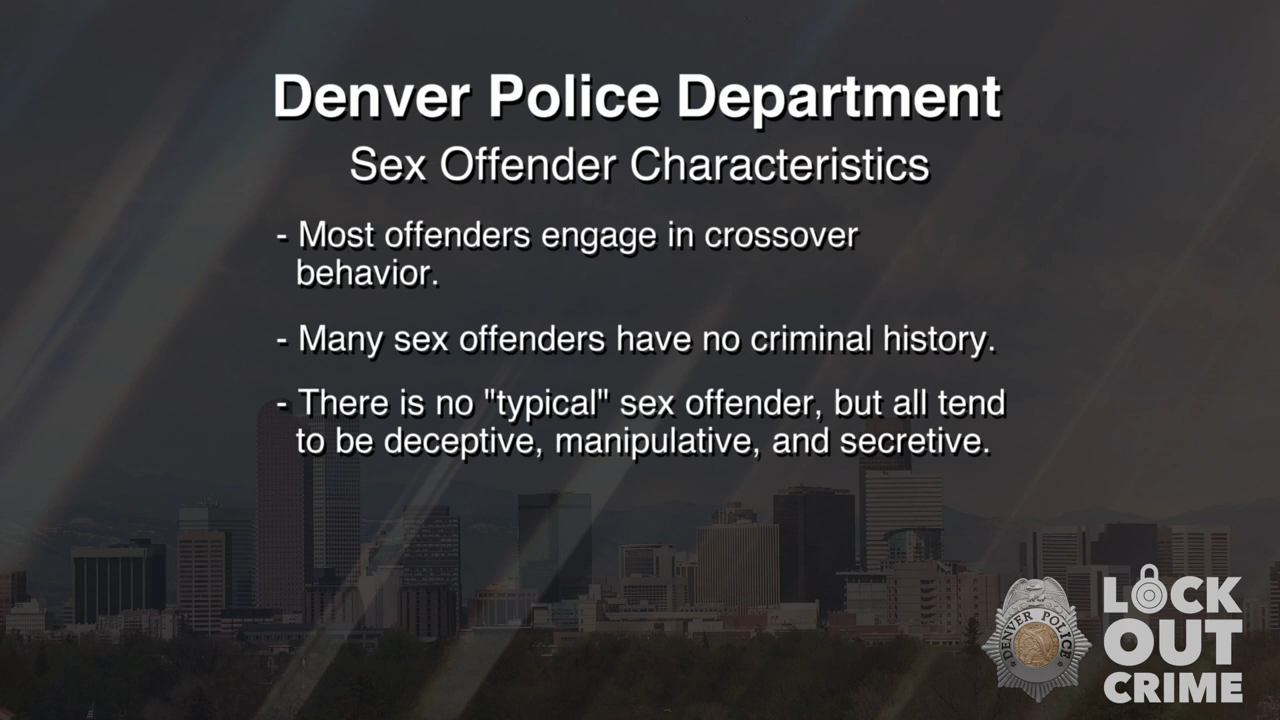 Denver Police Department
Sex Offender Characteristics
- Most offenders engage in crossover
behavior.
- Many sex offenders have no criminal history.
- There is no "typical" sex offender, but all tend
to be deceptive, manipulative, and secretive.
DENVER POLICE
LOCK
OUT
CRIME